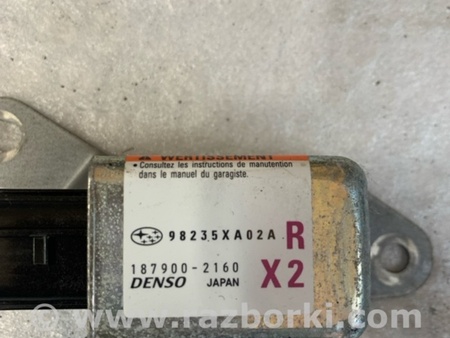 AVERTISSEMENT
• Consultez les instructions de manutention
dans le manuel du garagiste.
98235XA02A R
187900-2160 X2
DENSO JAPAN
www.razborki.com